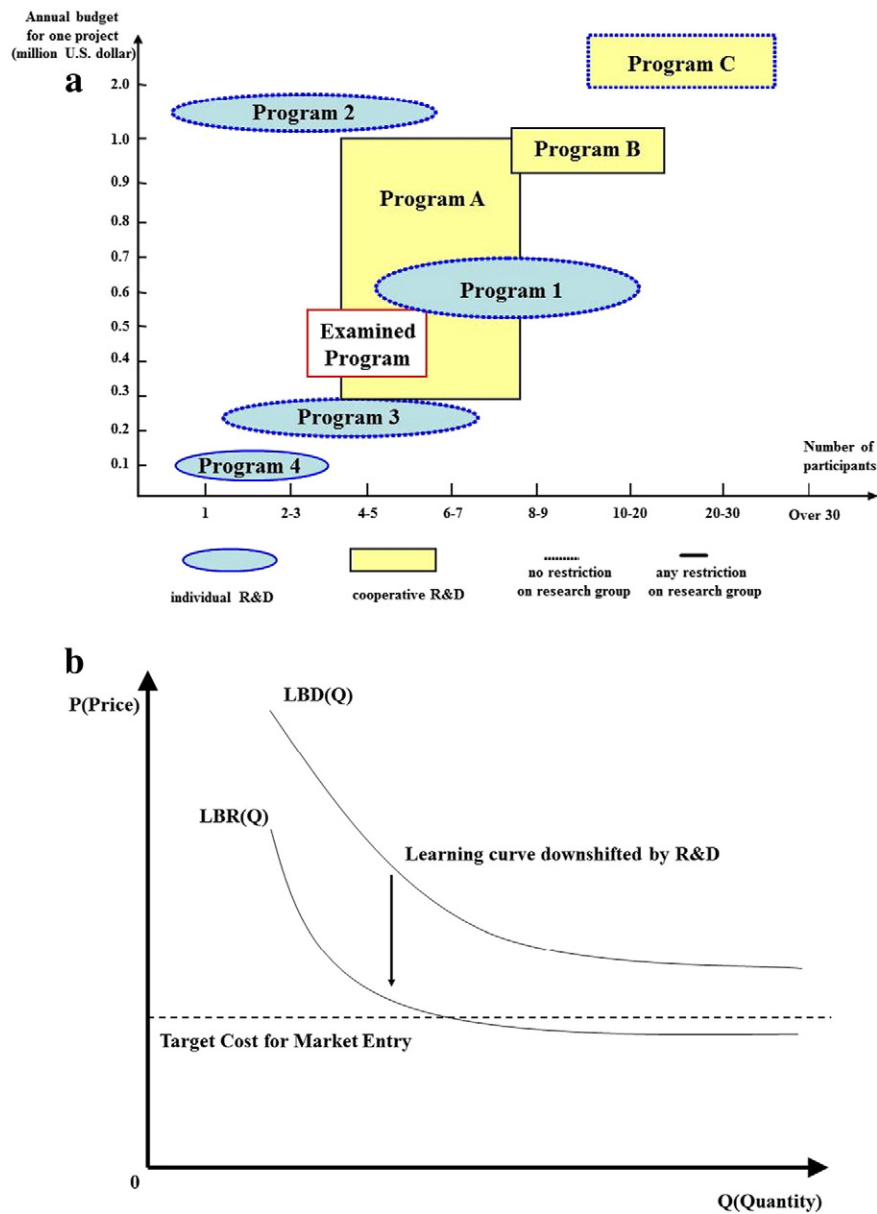 Annual budget
for one project
(million U.S. dollar)
a
2.0
1.0
0.9
0.8
0.7
0.6
0.5
0.4
0.3
0.2
0.1
Program C
Program 2
Program B
Program A
Program 1
Examined
Program
Program 3
Program 4
Number of
participants
1
2-3
4-5
6-7
8-9
10-20
20-30
Over 30
individual R&D
cooperative R&D
no restriction
on research group
any restriction
on research group
b
P(Price)
LBD(Q)
LBR(Q)
Learning curve downshifted by R&D
Target Cost for Market Entry
0
Q(Quantity)